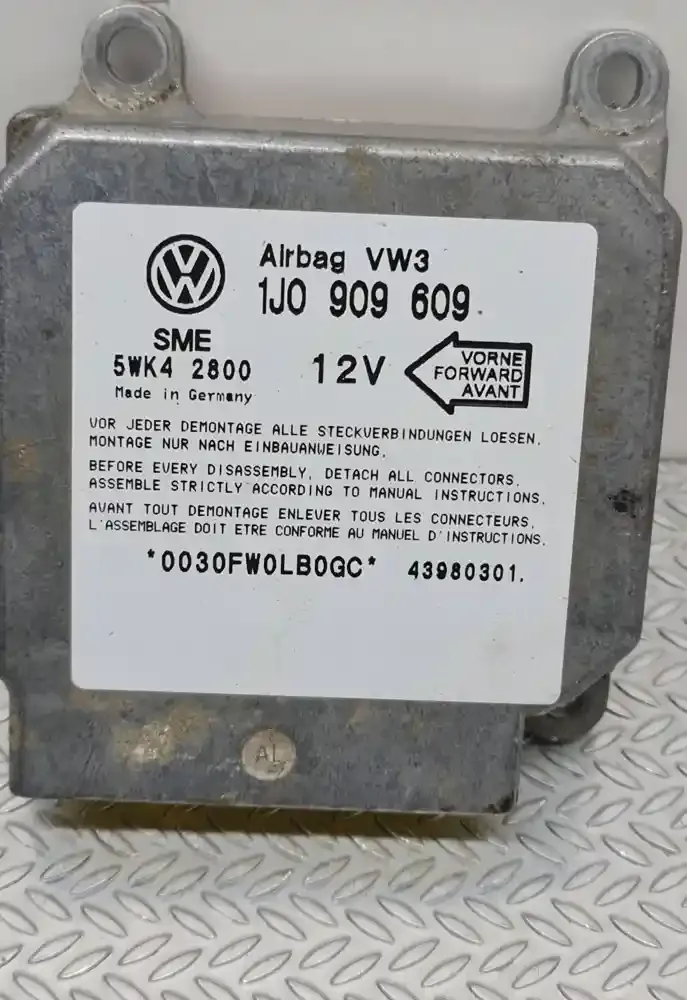 Airbag VW3
1J0 909 609.
SME
5WK4 2800
12V
VORNE
FORWARD
AVANT
Made in Germany
VOR JEDER DEMONTAGE ALLE STECKVERBINDUNGEN LOESEN.
MONTAGE NUR NACH EINBAUANWEISUNG.
BEFORE EVERY DISASSEMBLY, DETACH ALL CONNECTORS.
ASSEMBLE STRICTLY ACCORDING TO MANUAL INSTRUCTIONS.
AVANT TOUT DEMONTAGE ENLEVER TOUS LES CONNECTEURS.
L'ASSEMBLAGE DOIT ETRE CONFORME AU MANUEL D'INSTRUCTIONS.
*0030FW0LB0GC* 43980301.
AL